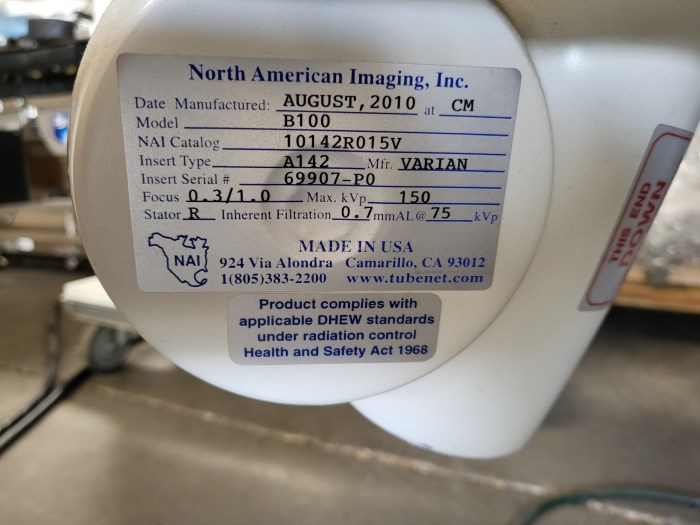 North American Imaging, Inc.
Date Manufactured: AUGUST,2010 at CM
Model B100
NAI Catalog 10142R015V
Insert Type A142 Mfr. VARIAN
Insert Serial # 69907-P0
Focus 0.3/1.0 Max. kVp 150
Stator R Inherent Filtration 0.7 mmAL@ 75 kVp
NAI
MADE IN USA
924 Via Alondra Camarillo, CA 93012
1(805)383-2200 www.tubenet.com
Product complies with
applicable DHEW standards
under radiation control
Health and Safety Act 1968
THIS END
DOWN